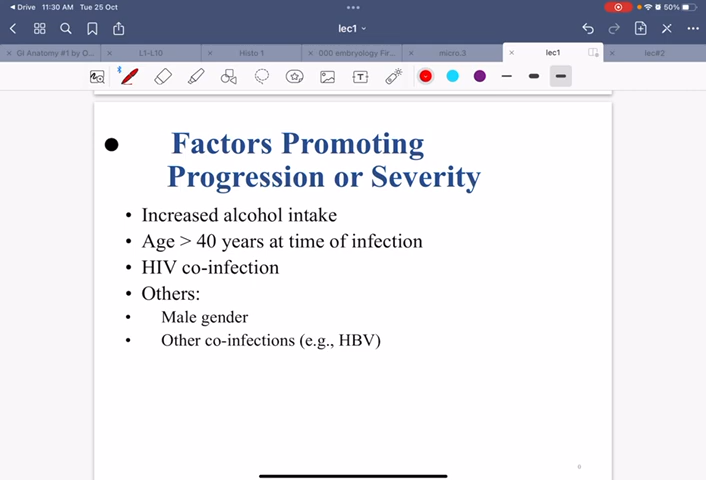 Drive 11:30 AM Tue 25 Oct
50%
lec1
GI Anatomy #1 by D...
L1-L10
Histo 1
000 embryology Fir...
micro.3
lec1
lec#2
Factors Promoting
Progression or Severity
• Increased alcohol intake
• Age > 40 years at time of infection
• HIV co-infection
• Others:
• Male gender
• Other co-infections (e.g., HBV)